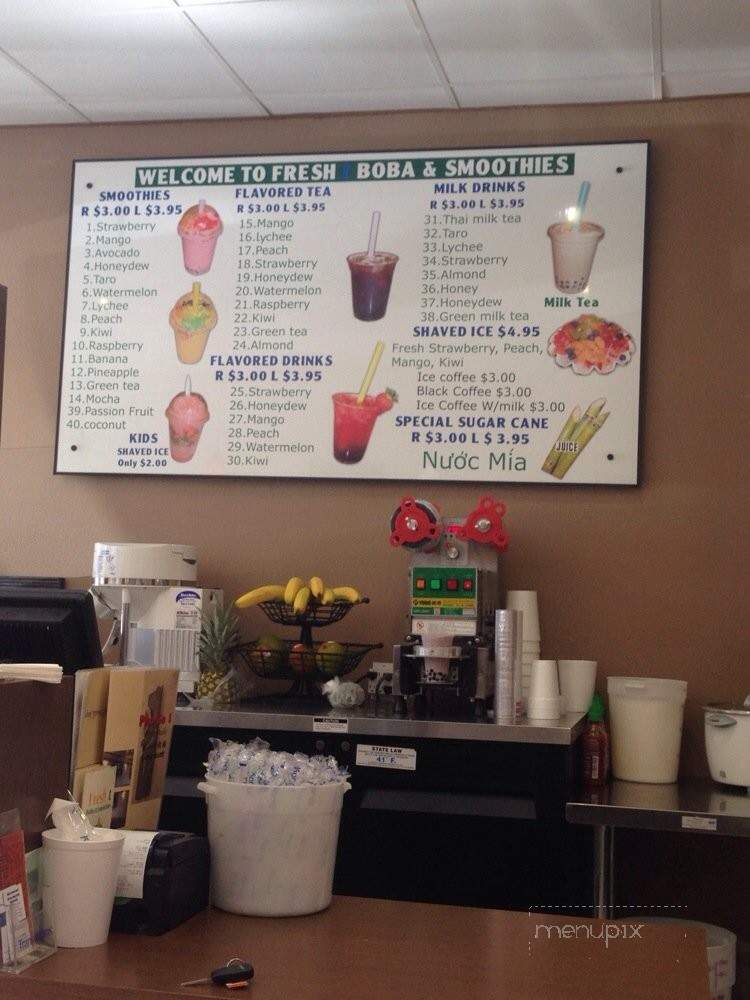 WELCOME TO FRESH BOBA & SMOOTHIES
SMOOTHIES
R $3.00 L $3.95
1.Strawberry
2.Mango
3.Avocado
4.Honeydew
5.Taro
6.Watermelon
7.Lychee
8.Peach
9.Kiwi
10.Raspberry
11.Banana
12.Pineapple
13.Green tea
14.Mocha
39.Passion Fruit
40.coconut
KIDS
SHAVED ICE
Only $2.00
FLAVORED TEA
R $3.00 L $3.95
15.Mango
16.lychee
17.Peach
18.Strawberry
19.Honeydew
20.Watermelon
21.Raspberry
22.Kiwi
23.Green tea
24.Almond
FLAVORED DRINKS
R $3.00 L $3.95
25.Strawberry
26.Honeydew
27.Mango
28.Peach
29.Watermelon
30.Kiwi
MILK DRINKS
R $3.00 L $3.95
31.Thai milk tea
32.Taro
33.Lychee
34.Strawberry
35.Almond
36.Honey
37.Honeydew
38.Green milk tea
Milk Tea
SHAVED ICE $4.95
Fresh Strawberry, Peach,
Mango, Kiwi
Ice coffee $3.00
Black Coffee $3.00
Ice Coffee W/milk $3.00
SPECIAL SUGAR CANE
R $3.00 L $ 3.95
Nước Mía
JUICE
STATE LAW
41 F.
menupix